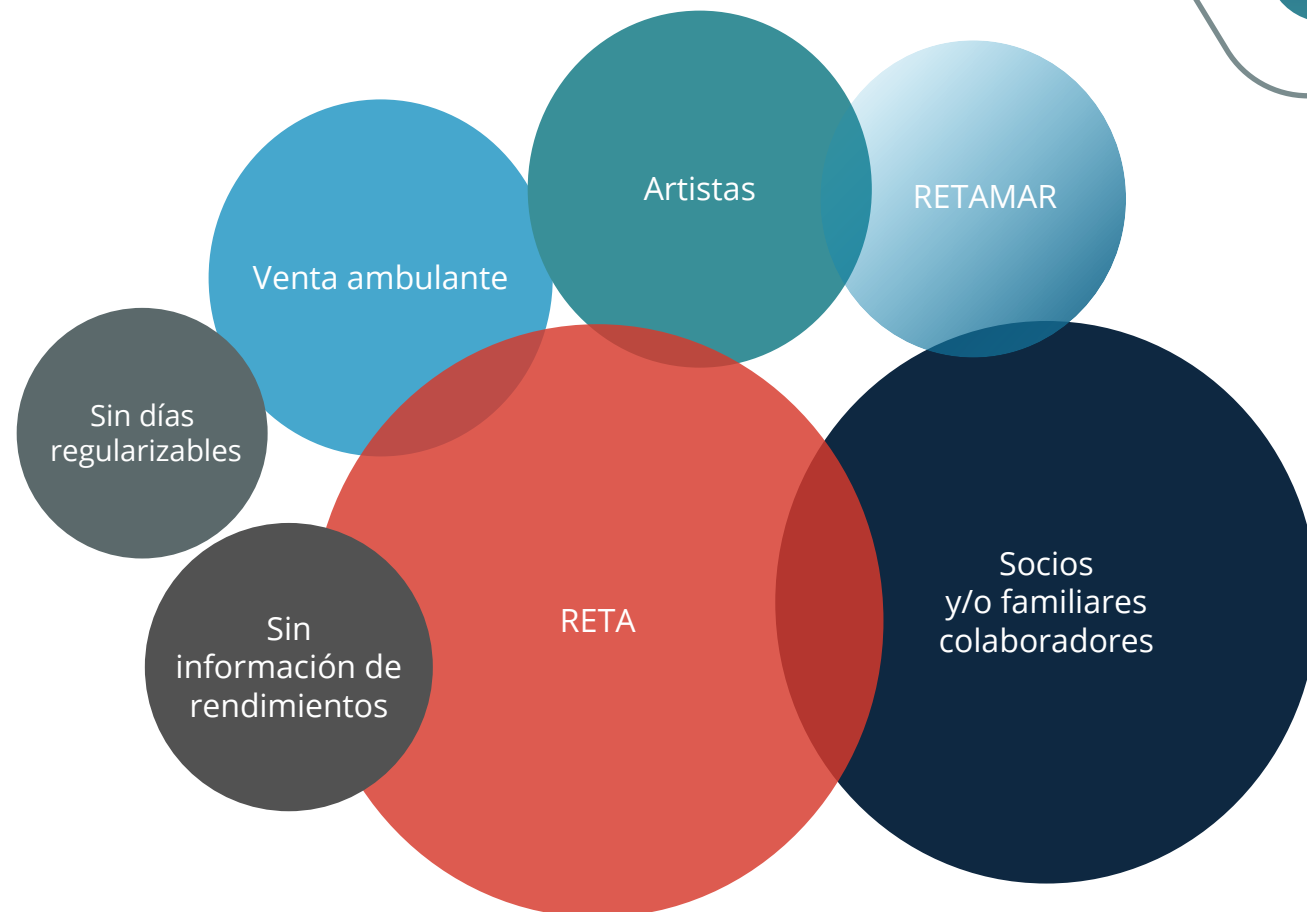 Artistas
RETAMAR
Venta ambulante
Sin días
regularizables
Socios
y/o familiares
colaboradores
RETA
Sin
información de
rendimientos